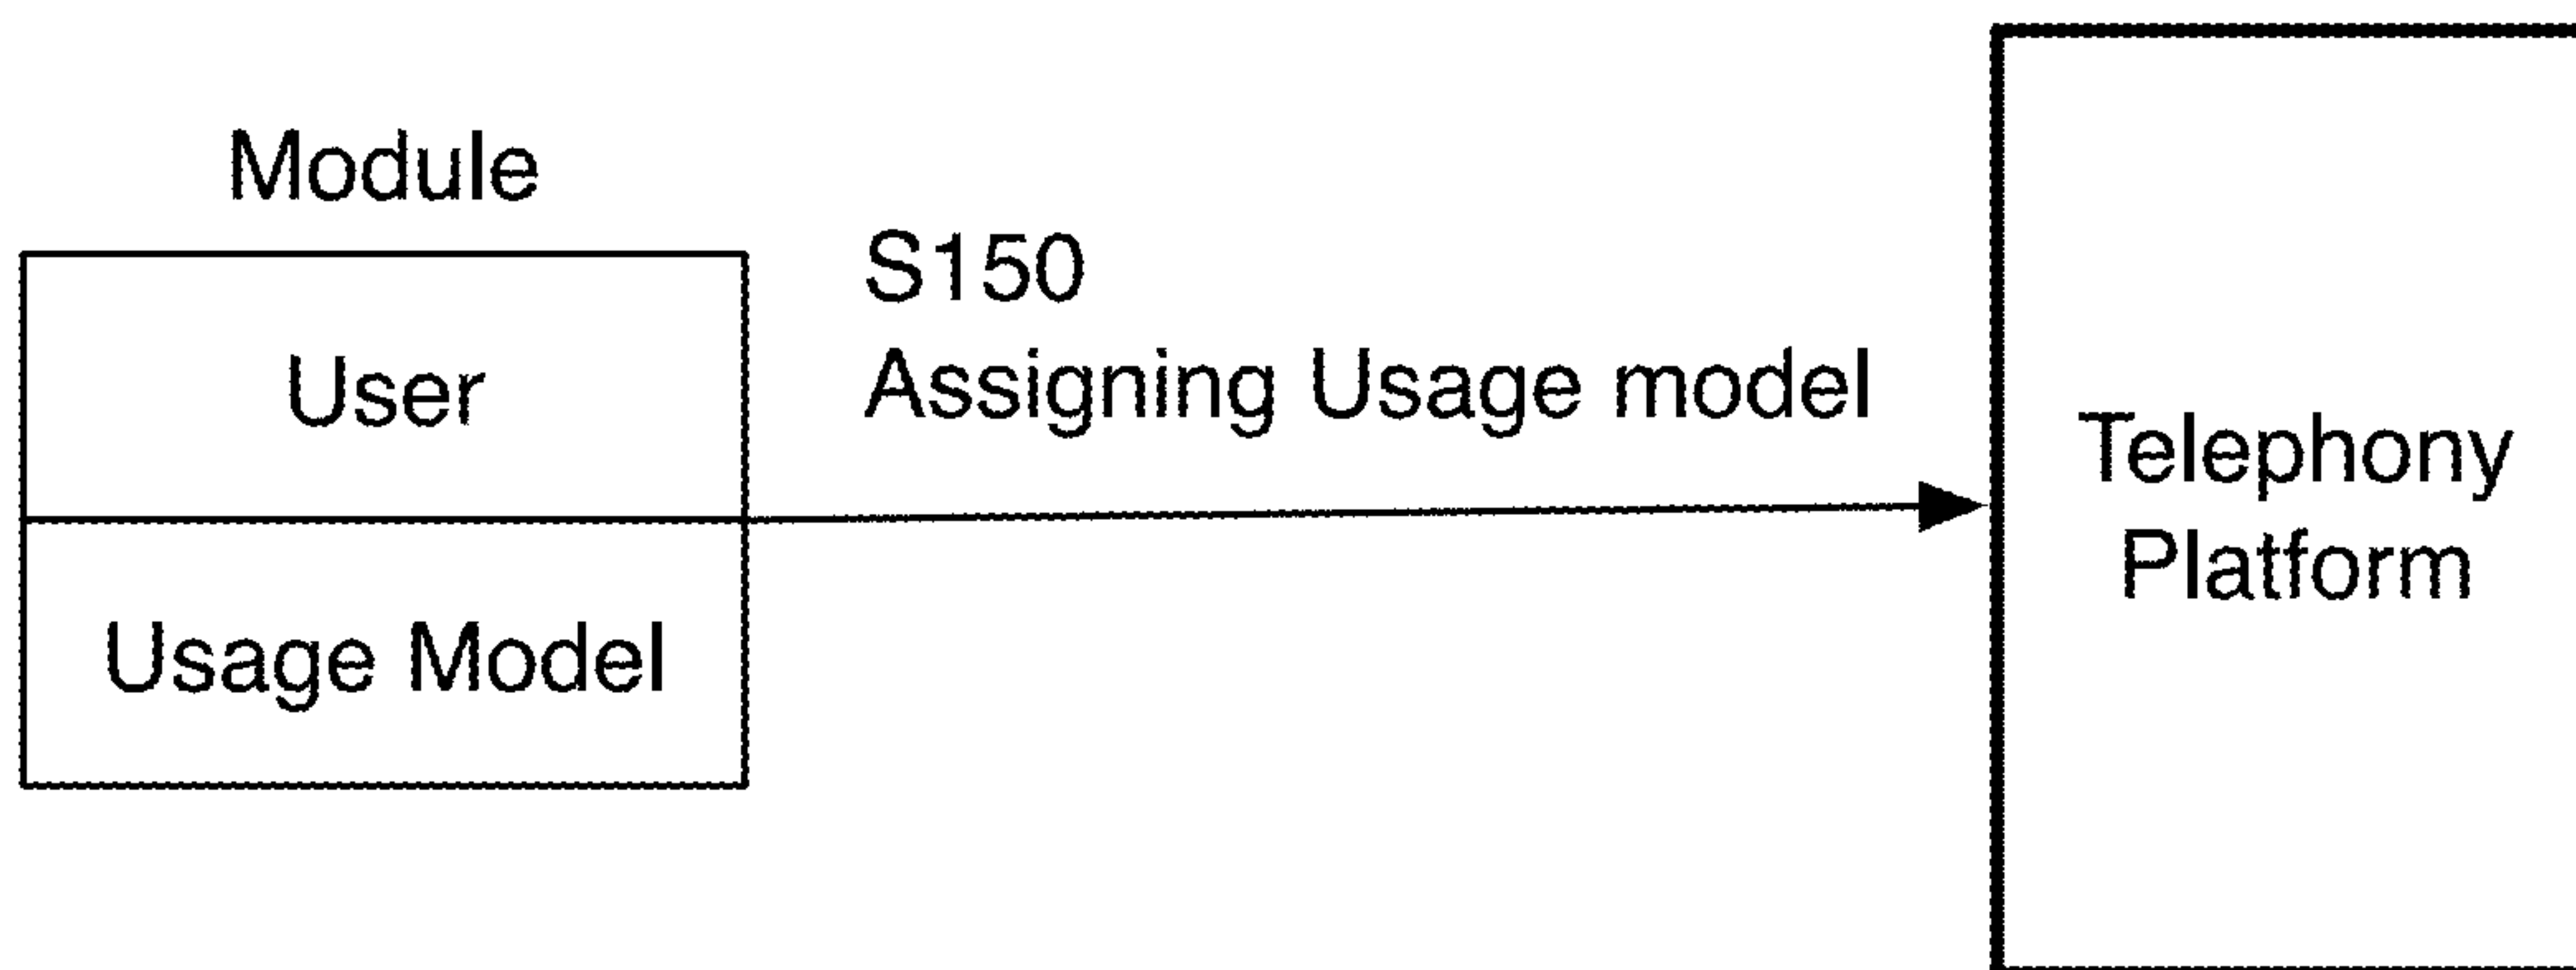 Module
User
Usage Model
S150
Assigning Usage model
Telephony
Platform